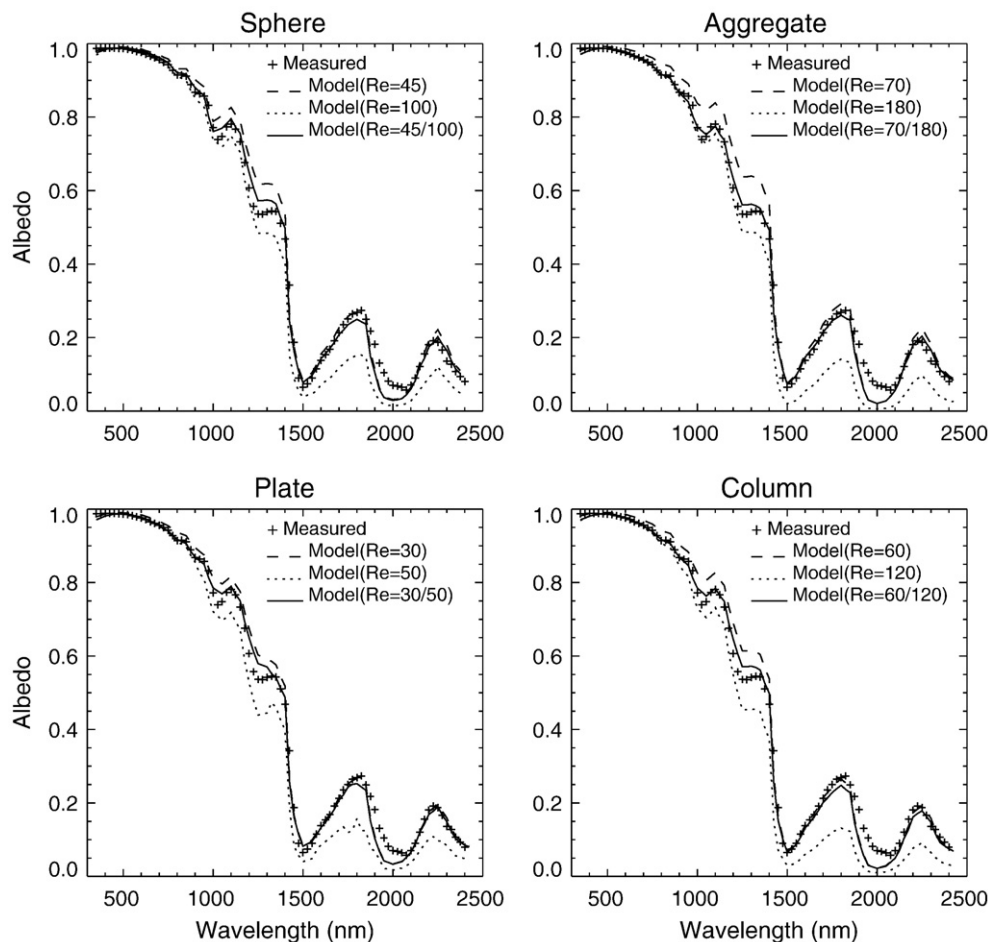 Sphere
Albedo
1.0
0.8
0.6
0.4
0.2
0.0
+ Measured
Model(Re=45)
Model(Re=100)
Model(Re=45/100)
500 1000 1500 2000 2500
Aggregate
1.0
0.8
0.6
0.4
0.2
0.0
+ Measured
Model(Re=70)
Model(Re=180)
Model(Re=70/180)
500 1000 1500 2000 2500
Plate
Albedo
1.0
0.8
0.6
0.4
0.2
0.0
+ Measured
Model(Re=30)
Model(Re=50)
Model(Re=30/50)
500 1000 1500 2000 2500
Wavelength (nm)
Column
1.0
0.8
0.6
0.4
0.2
0.0
+ Measured
Model(Re=60)
Model(Re=120)
Model(Re=60/120)
500 1000 1500 2000 2500
Wavelength (nm)